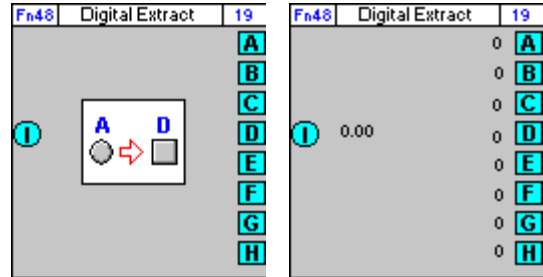 Fn48 Digital Extract 19
A
B
C
I A D D
E
F
G
H
Fn48 Digital Extract 19
0 A
0 B
0 C
I 0.00 0 D
0 E
0 F
0 G
0 H